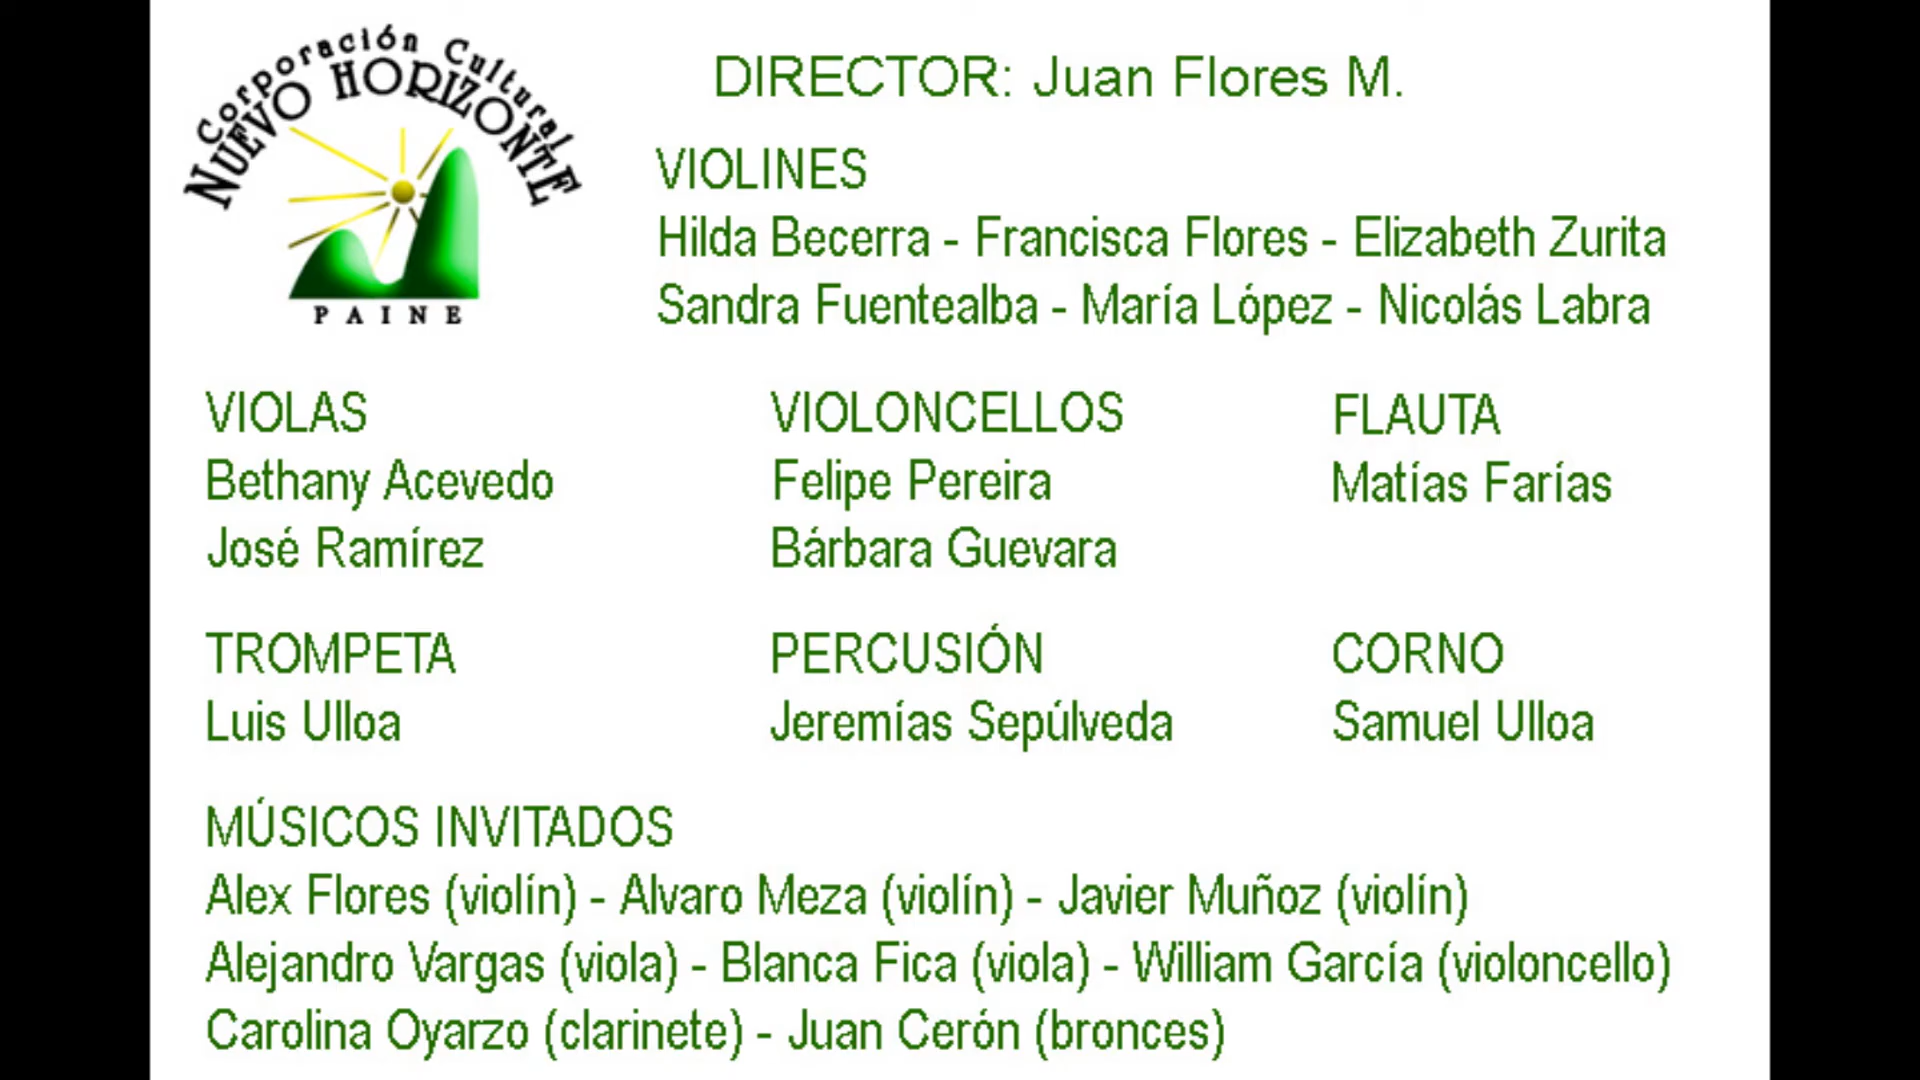 Corporación Cultural
NUEVO HORIZONTE
PAINE
DIRECTOR: Juan Flores M.
VIOLINES
Hilda Becerra - Francisca Flores - Elizabeth Zurita
Sandra Fuentealba - María López - Nicolás Labra
VIOLAS
Bethany Acevedo
José Ramírez
VIOLONCELLOS
Felipe Pereira
Bárbara Guevara
FLAUTA
Matías Farías
TROMPETA
Luis Ulloa
PERCUSIÓN
Jeremías Sepúlveda
CORNO
Samuel Ulloa
MÚSICOS INVITADOS
Alex Flores (violín) - Alvaro Meza (violín) - Javier Muñoz (violín)
Alejandro Vargas (viola) - Blanca Fica (viola) - William García (violoncello)
Carolina Oyarzo (clarinete) - Juan Cerón (bronces)